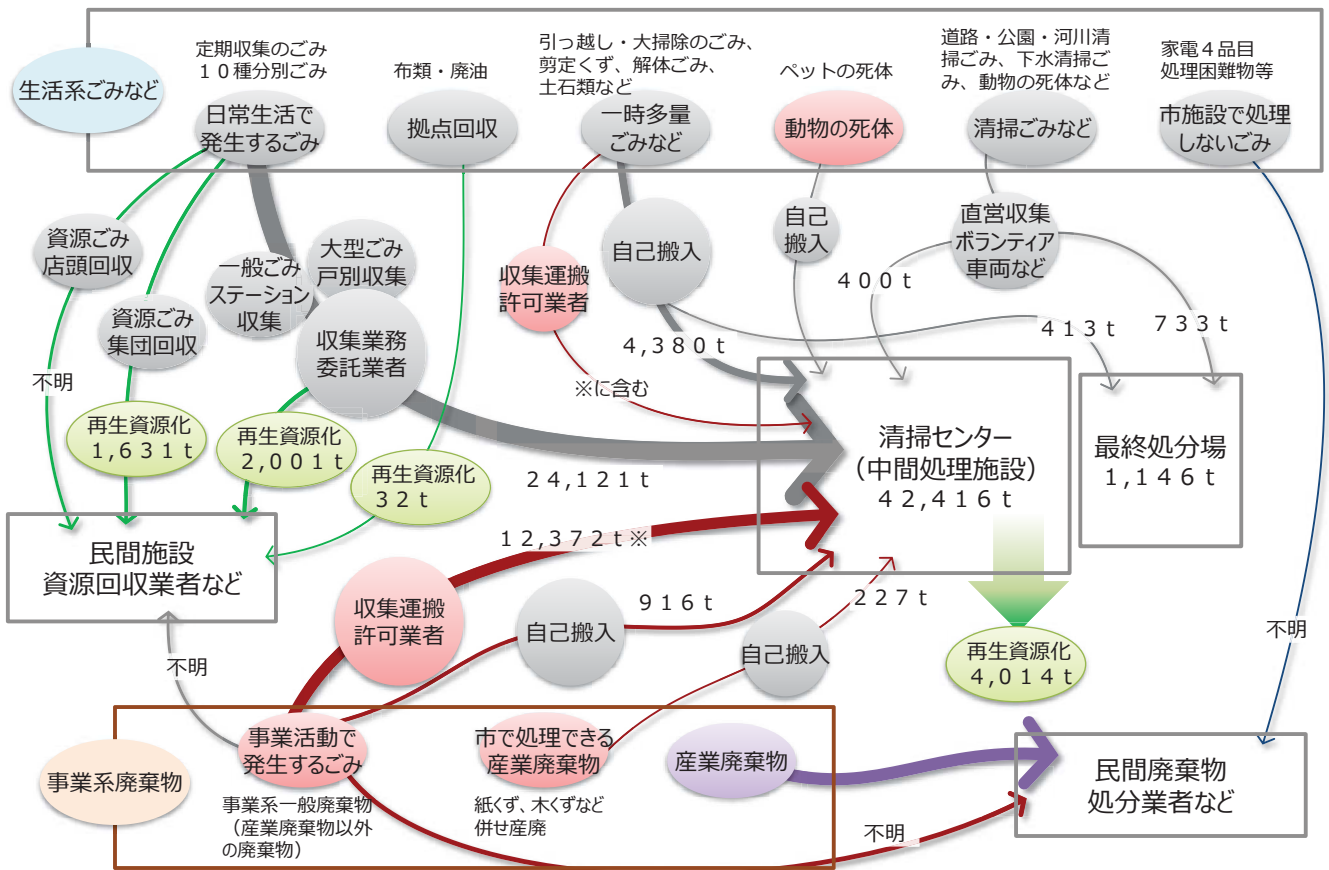 生活系ごみなど
定期収集のごみ
１０種分別ごみ
日常生活で
発生するごみ
布類・廃油
拠点回収
引っ越し・大掃除のごみ、
剪定くず、解体ごみ、
土石類など
一時多量
ごみなど
ペットの死体
動物の死体
道路・公園・河川清
掃ごみ、下水清掃ご
み、動物の死体など
清掃ごみなど
家電４品目
処理困難物等
市施設で処理
しないごみ
資源ごみ
店頭回収
資源ごみ
集団回収
一般ごみ
ステーション
収集
大型ごみ
戸別収集
収集業務
委託業者
収集運搬
許可業者
自己搬入
自己
搬入
直営収集
ボランティア
車両など
４００ｔ
４,３８０ｔ
４１３ｔ
７３３ｔ
不明
※に含む
再生資源化
１,６３１ｔ
再生資源化
２,００１ｔ
再生資源化
３２ｔ
２４,１２１ｔ
清掃センター
（中間処理施設）
４２,４１６ｔ
最終処分場
１,１４６ｔ
民間施設
資源回収業者など
１２,３７２ｔ※
収集運搬
許可業者
自己搬入
９１６ｔ
自己搬入
２２７ｔ
再生資源化
４,０１４ｔ
不明
不明
事業系廃棄物
事業活動で
発生するごみ
事業系一般廃棄物
（産業廃棄物以外
の廃棄物）
市で処理できる
産業廃棄物
紙くず、木くずなど
併せ産廃
産業廃棄物
不明
民間廃棄物
処分業者など